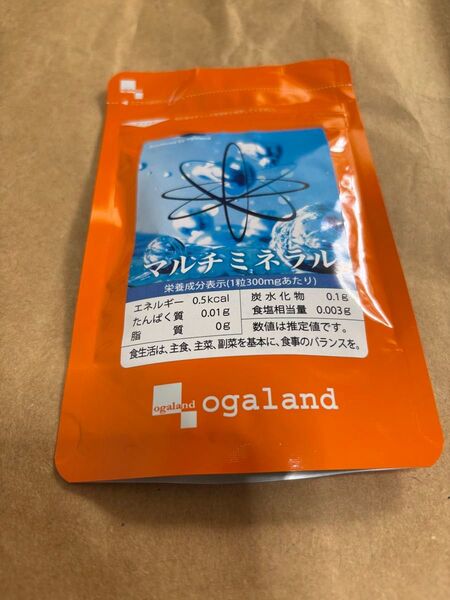 マルチミネラル
栄養成分表示(1粒300mgあたり)
エネルギー 0.5kcal
たんぱく質 0.01g
脂 質 0g
炭水化物 0.1g
食塩相当量 0.003g
数値は推定値です。
食生活は、主食、主菜、副菜を基本に、食事のバランスを。
ogaland ogaland